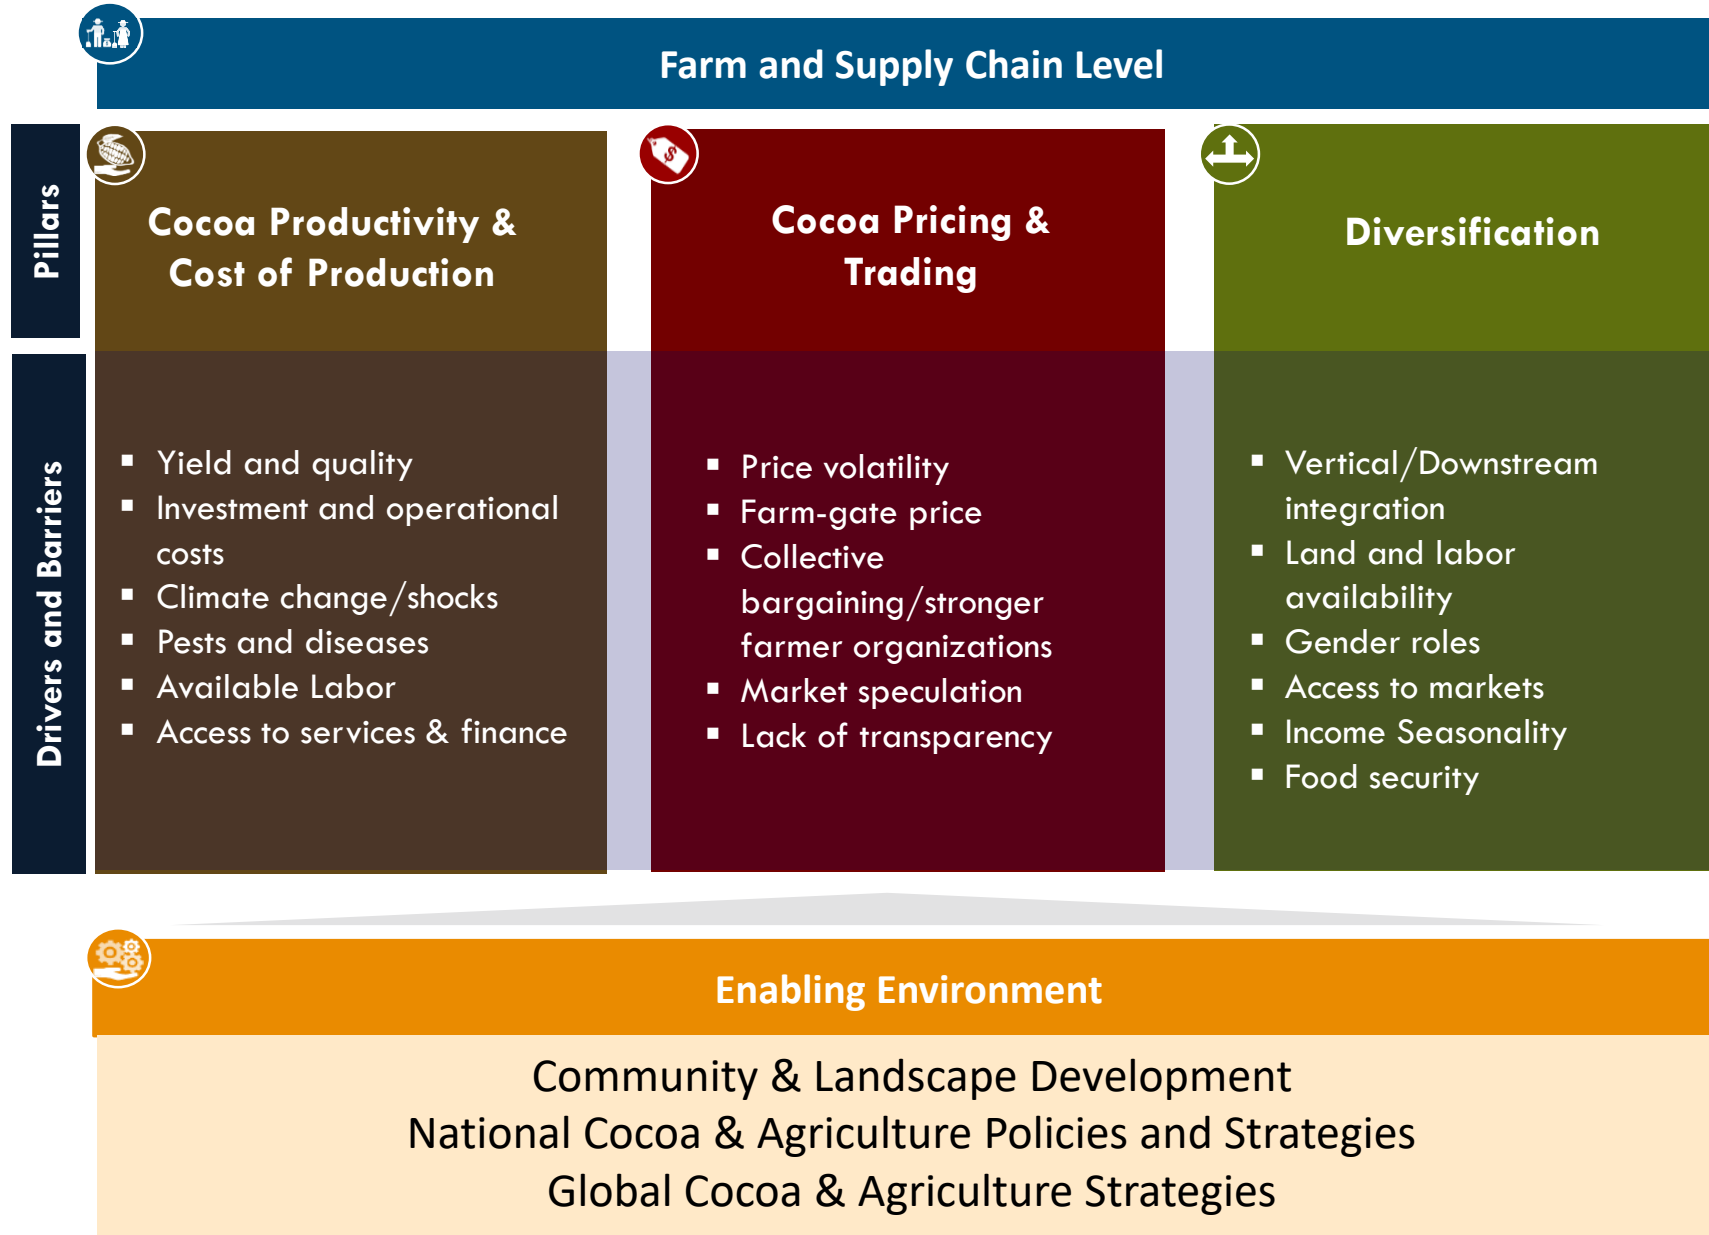 Farm and Supply Chain Level
Pillars
Cocoa Productivity &
Cost of Production
Cocoa Pricing &
Trading
Diversification
Drivers and Barriers
▪ Yield and quality
▪ Investment and operational
costs
▪ Climate change/shocks
▪ Pests and diseases
▪ Available Labor
▪ Access to services & finance
▪ Price volatility
▪ Farm-gate price
▪ Collective
bargaining/stronger
farmer organizations
▪ Market speculation
▪ Lack of transparency
▪ Vertical/Downstream
integration
▪ Land and labor
availability
▪ Gender roles
▪ Access to markets
▪ Income Seasonality
▪ Food security
Enabling Environment
Community & Landscape Development
National Cocoa & Agriculture Policies and Strategies
Global Cocoa & Agriculture Strategies